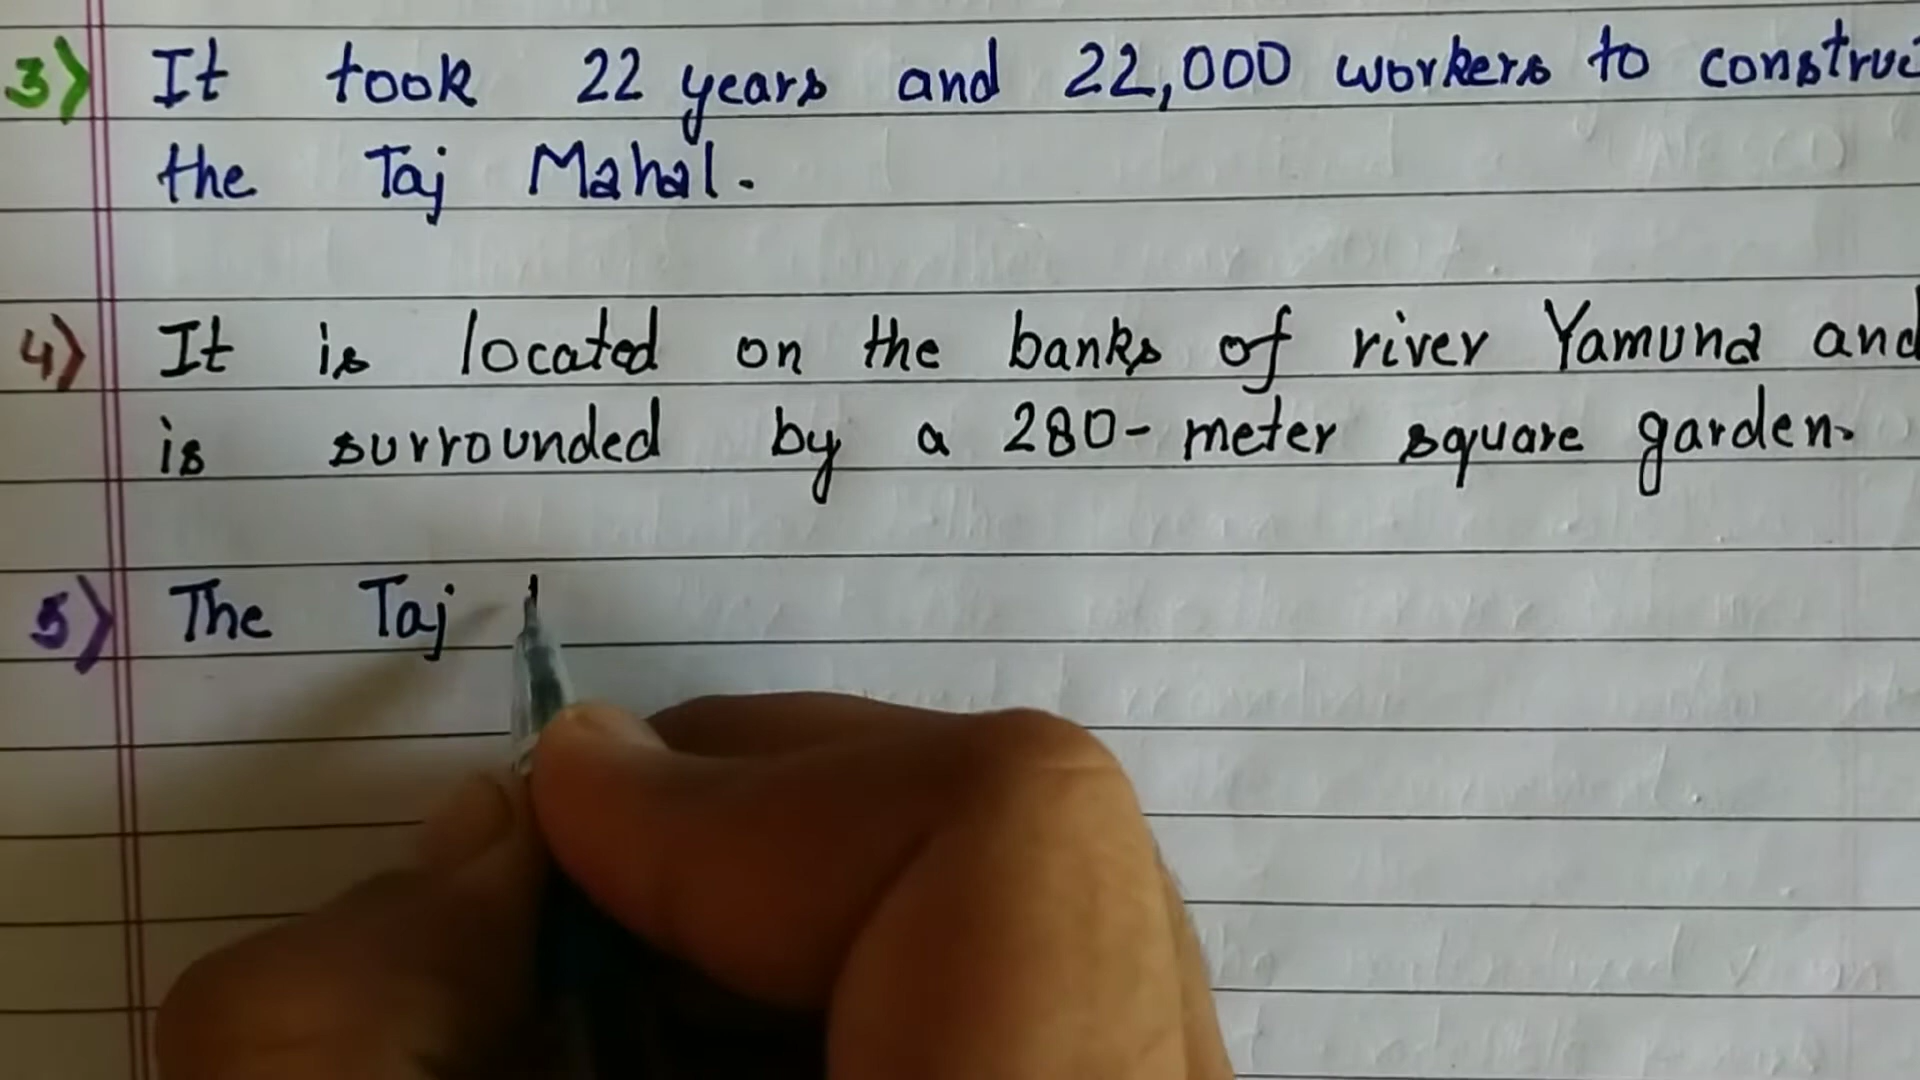 3) It took 22 years and 22,000 workers to construc
the Taj Mahal.
4) It is located on the banks of river Yamuna and
is surrounded by a 280-meter square garden.
5) The Taj